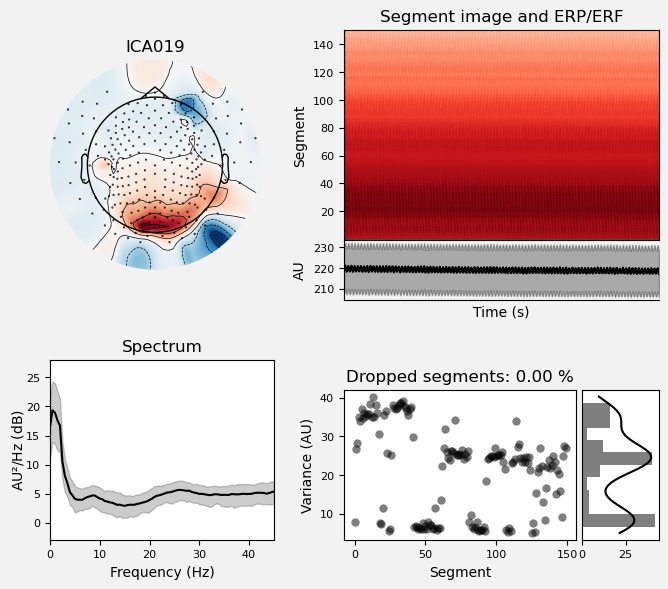 ICA019
Segment image and ERP/ERF
Segment
140
120
100
80
60
40
20
AU
230
220
210
Time (s)
Spectrum
AU²/Hz (dB)
25
20
15
10
5
0
0 20 40
10 30
Frequency (Hz)
Dropped segments: 0.00 %
Variance (AU)
40
30
20
10
0 50 100 150
Segment
0 25